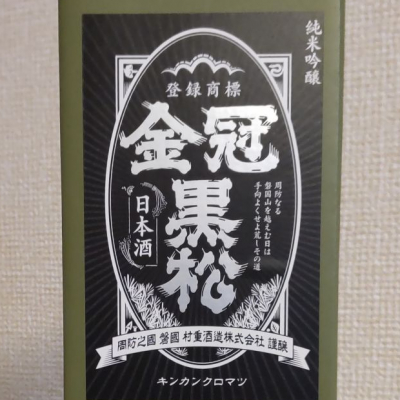 純米吟醸
登録商標
金冠
黒松
日本酒
周防なる
磐国山を越えむ日は
手向よくせよ荒しその道
周防之國 磐國 村重酒造株式会社 謹醸
キンカンクロマツ